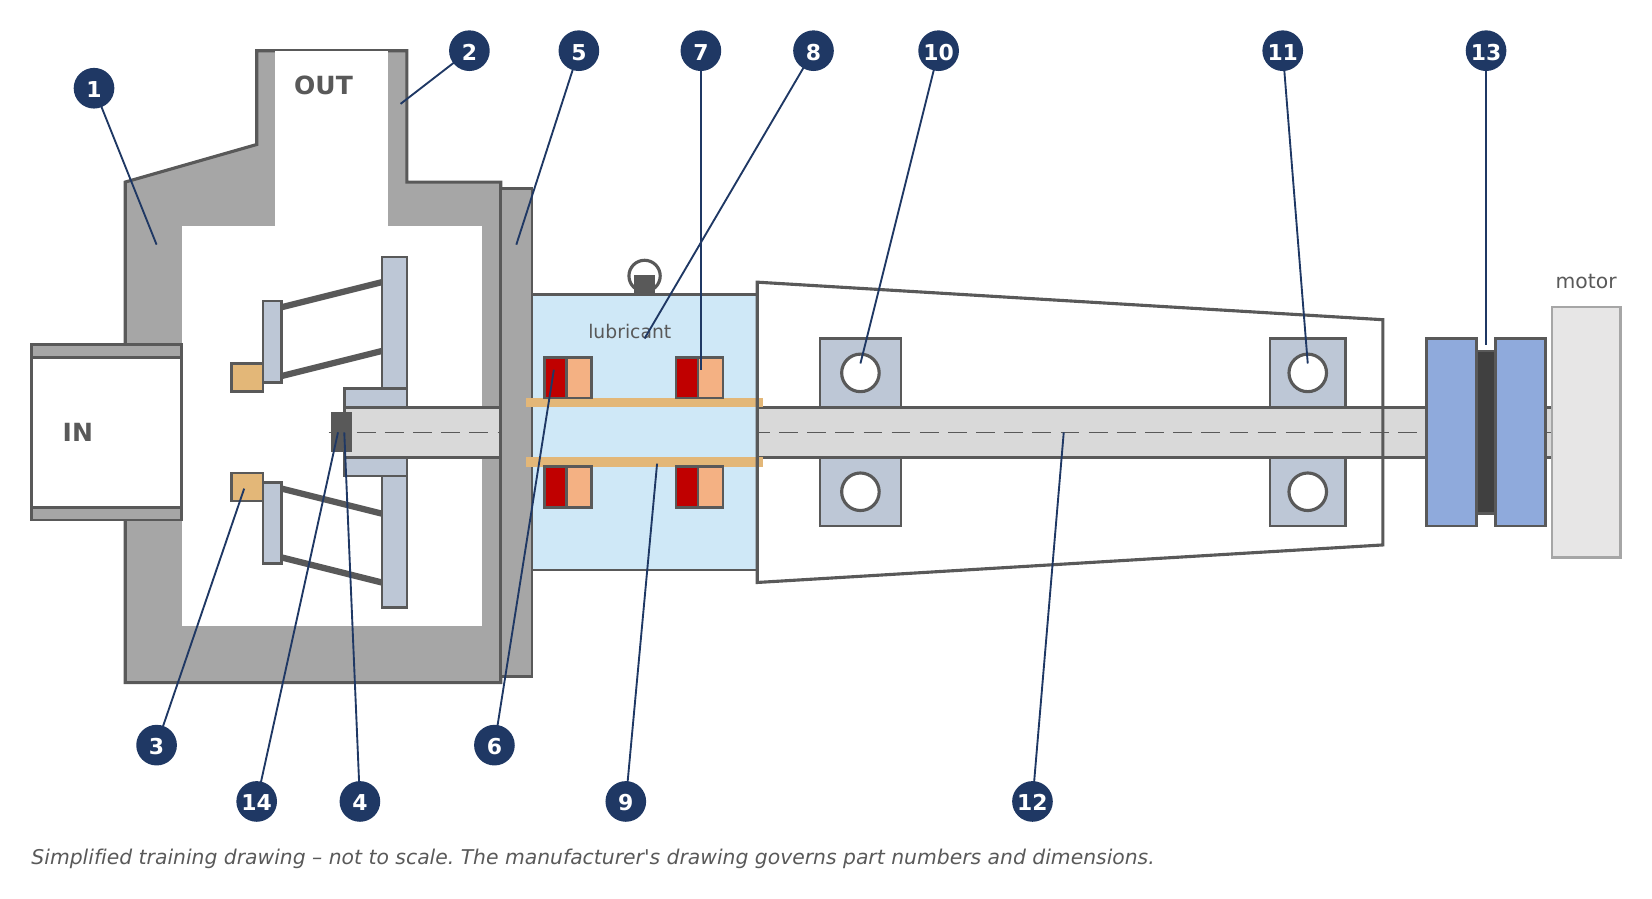 2
5
7
8
10
11
13
1
OUT
motor
lubricant
IN
3
6
14
4
9
12
Simplified training drawing – not to scale. The manufacturer's drawing governs part numbers and dimensions.